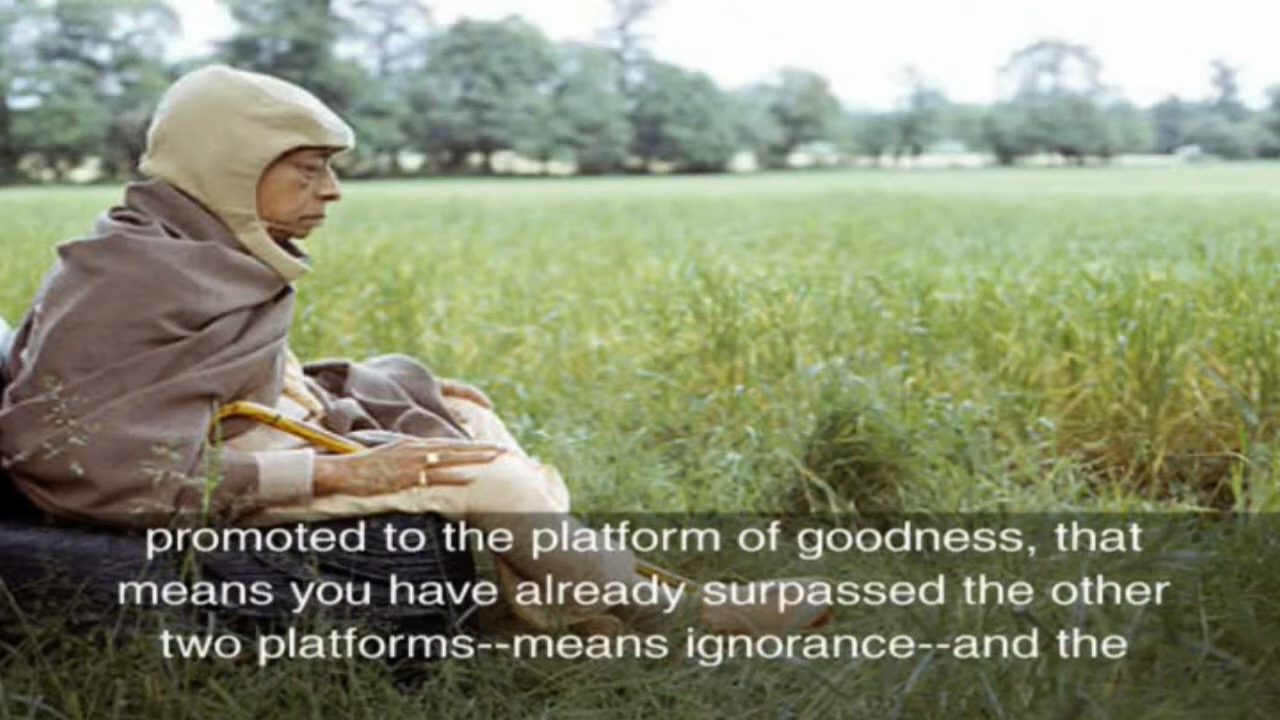 promoted to the platform of goodness, that
means you have already surpassed the other
two platforms--means ignorance--and the